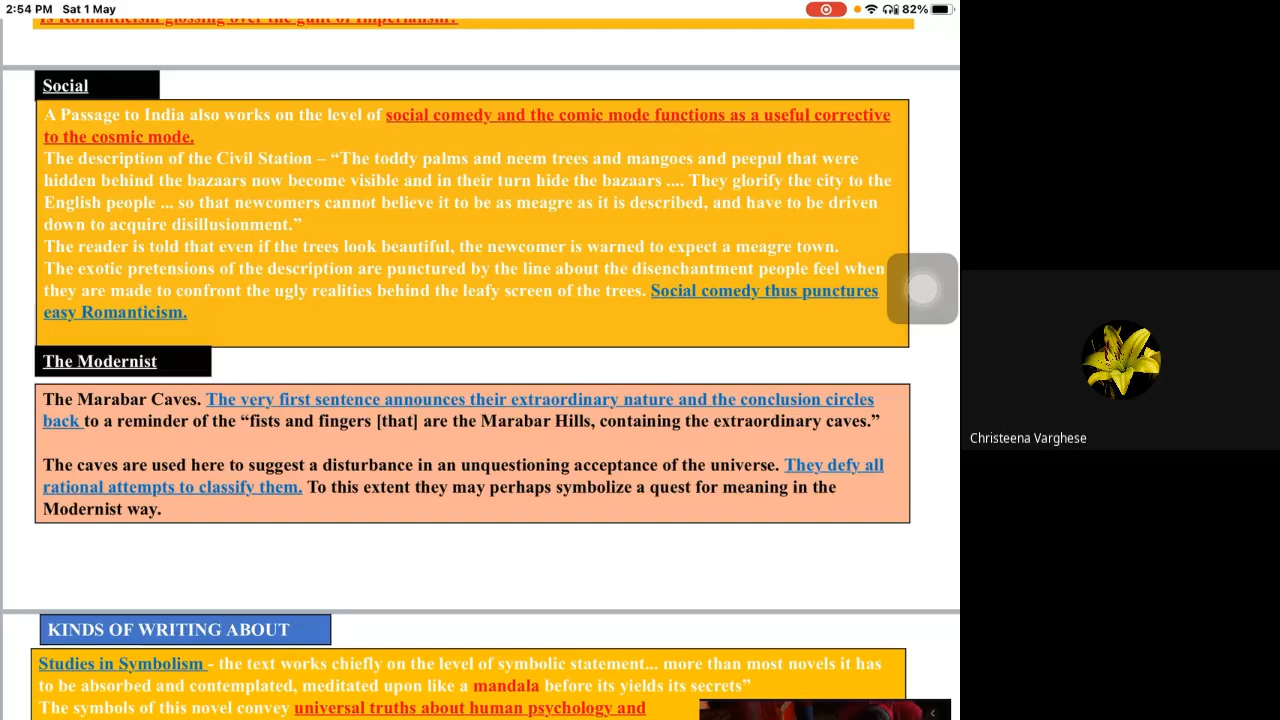 2:54 PM Sat 1 May
82%
Is Romanticism glossing over the guilt of Imperialism?
Social
A Passage to India also works on the level of social comedy and the comic mode functions as a useful corrective
to the cosmic mode.
The description of the Civil Station – “The toddy palms and neem trees and mangoes and peepul that were
hidden behind the bazaars now become visible and in their turn hide the bazaars .... They glorify the city to the
English people ... so that newcomers cannot believe it to be as meagre as it is described, and have to be driven
down to acquire disillusionment.”
The reader is told that even if the trees look beautiful, the newcomer is warned to expect a meagre town.
The exotic pretensions of the description are punctured by the line about the disenchantment people feel when
they are made to confront the ugly realities behind the leafy screen of the trees. Social comedy thus punctures
easy Romanticism.
The Modernist
The Marabar Caves. The very first sentence announces their extraordinary nature and the conclusion circles
back to a reminder of the “fists and fingers [that] are the Marabar Hills, containing the extraordinary caves.”
The caves are used here to suggest a disturbance in an unquestioning acceptance of the universe. They defy all
rational attempts to classify them. To this extent they may perhaps symbolize a quest for meaning in the
Modernist way.
KINDS OF WRITING ABOUT
Studies in Symbolism - the text works chiefly on the level of symbolic statement... more than most novels it has
to be absorbed and contemplated, meditated upon like a mandala before its yields its secrets”
The symbols of this novel convey universal truths about human psychology and
Christeena Varghese